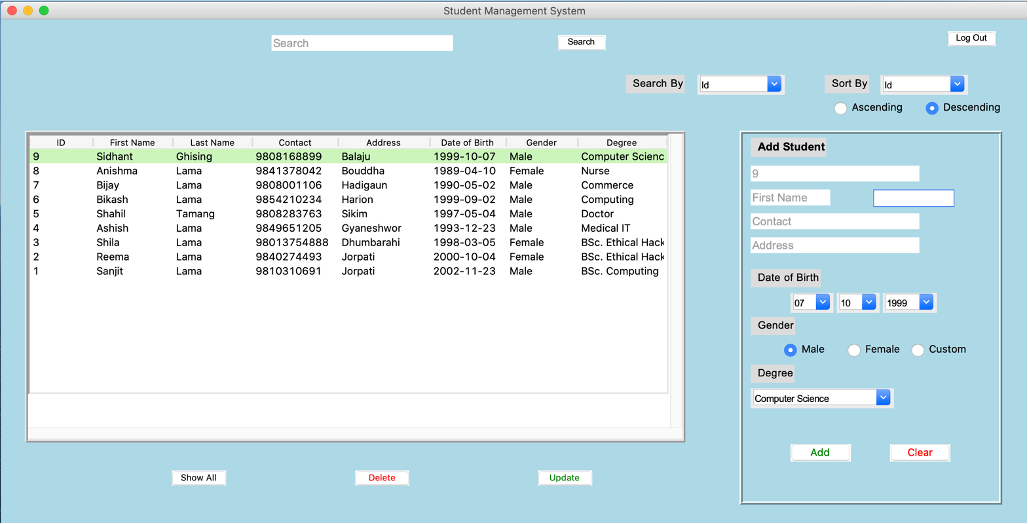 Student Management System
Search Search Log Out
Search By Id Sort By Id
Ascending Descending
ID First Name Last Name Contact Address Date of Birth Gender Degree
9 Sidhant Ghising 9808168899 Balaju 1999-10-07 Male Computer Scienc
8 Anishma Lama 9841378042 Bouddha 1989-04-10 Female Nurse
7 Bijay Lama 9808001106 Hadigaun 1990-05-02 Male Commerce
6 Bikash Lama 9854210234 Harion 1999-09-02 Male Computing
5 Shahil Tamang 9808283763 Sikim 1997-05-04 Male Doctor
4 Ashish Lama 9849651205 Gyaneshwor 1993-12-23 Male Medical IT
3 Shila Lama 98013754888 Dhumbarahi 1998-03-05 Female BSc. Ethical Hack
2 Reema Lama 9840274493 Jorpati 2000-10-04 Female BSc. Ethical Hack
1 Sanjit Lama 9810310691 Jorpati 2002-11-23 Male BSc. Computing
Add Student
9
First Name
Contact
Address
Date of Birth
07 10 1999
Gender
Male Female Custom
Degree
Computer Science
Add Clear
Show All Delete Update